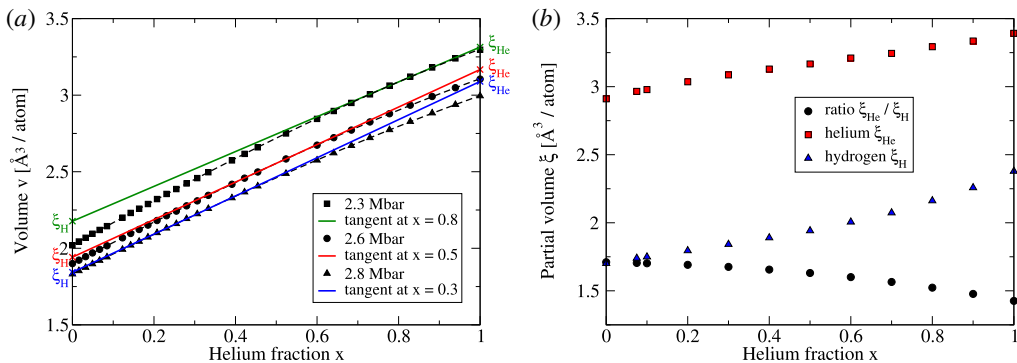 (a)
3.5
3
2.5
2
1.5
Volume v [Å³ / atom]
ξHe
ξHe
ξHe
ξH
ξH
ξH
2.3 Mbar
tangent at x = 0.8
2.6 Mbar
tangent at x = 0.5
2.8 Mbar
tangent at x = 0.3
0 0.2 0.4 0.6 0.8 1
Helium fraction x
(b)
3.5
3
2.5
2
1.5
Partial volume ξ [Å³ / atom]
ratio ξHe / ξH
helium ξHe
hydrogen ξH
0 0.2 0.4 0.6 0.8 1
Helium fraction x